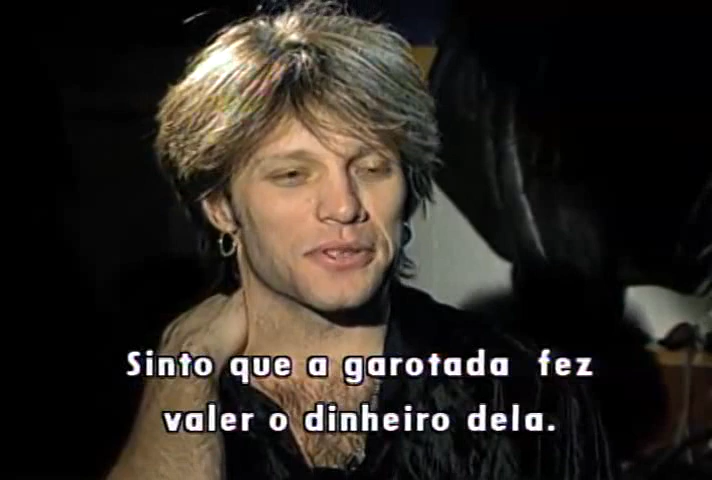 Sinto que a garotada fez
valer o dinheiro dela.